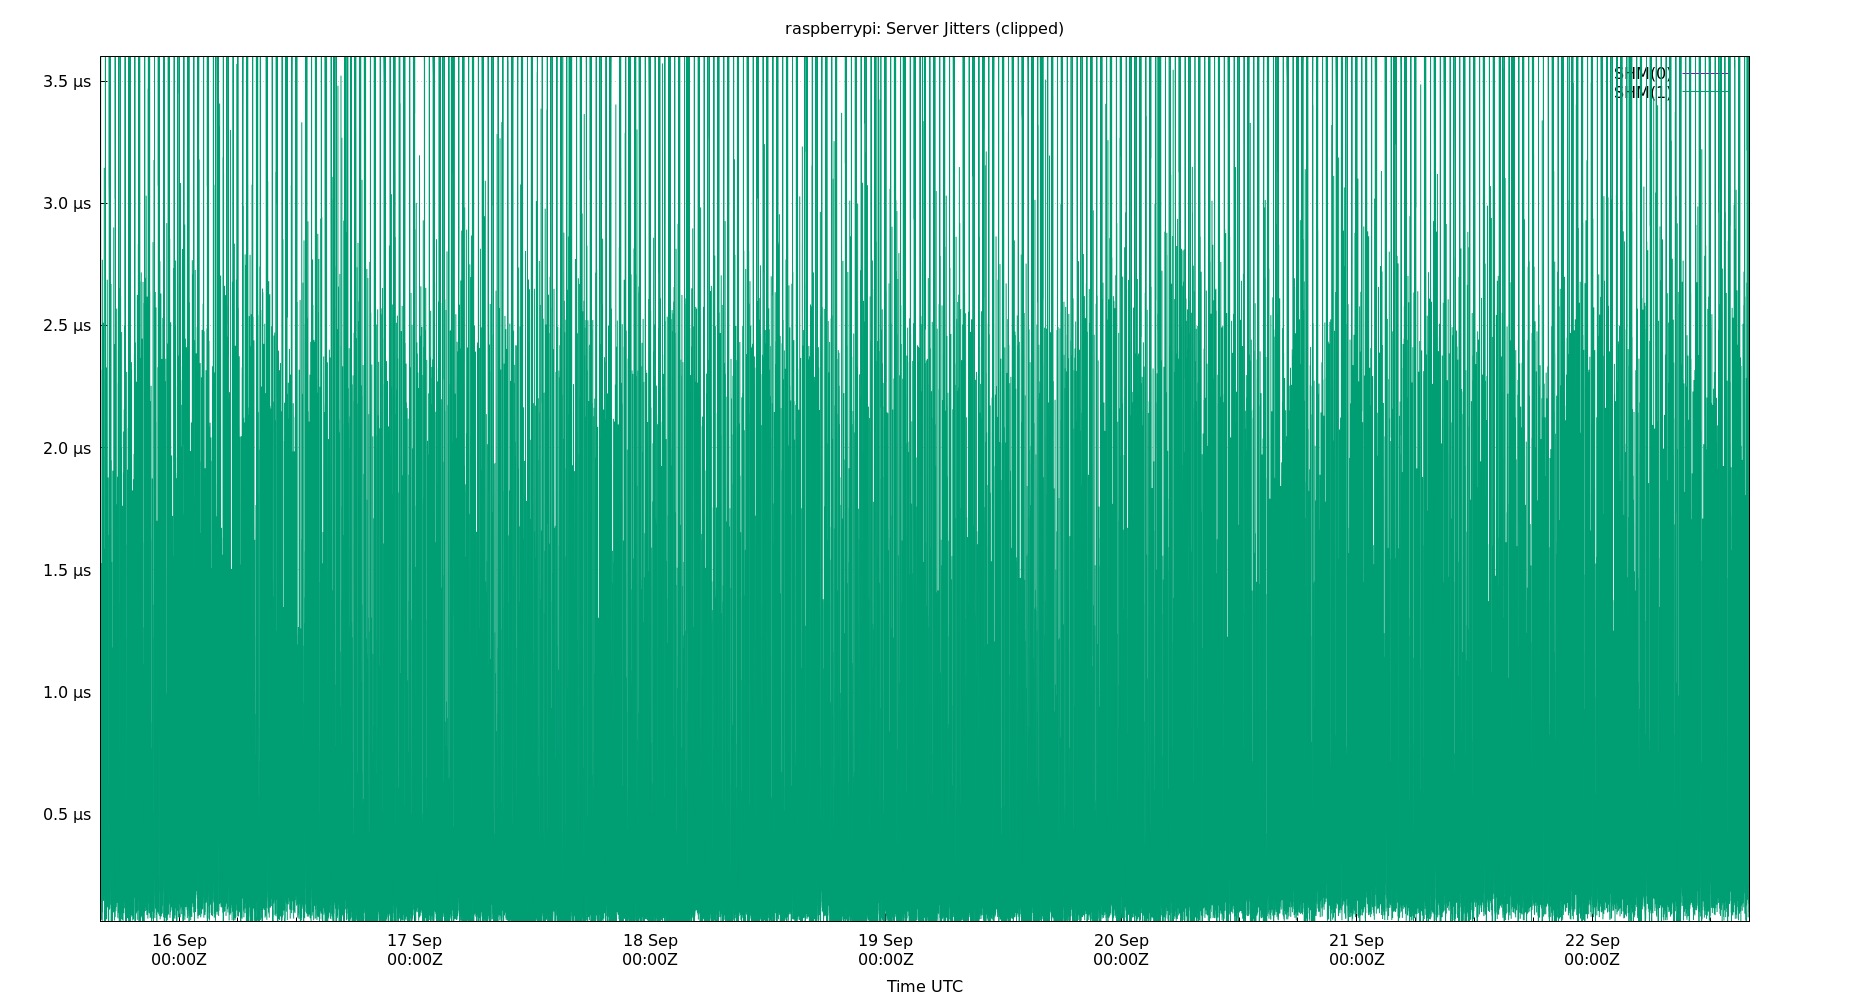 raspberrypi: Server Jitters (clipped)
SHM(0)
SHM(1)
3.5 µs
3.0 µs
2.5 µs
2.0 µs
1.5 µs
1.0 µs
0.5 µs
16 Sep 17 Sep 18 Sep 19 Sep 20 Sep 21 Sep 22 Sep
00:00Z 00:00Z 00:00Z 00:00Z 00:00Z 00:00Z 00:00Z
Time UTC